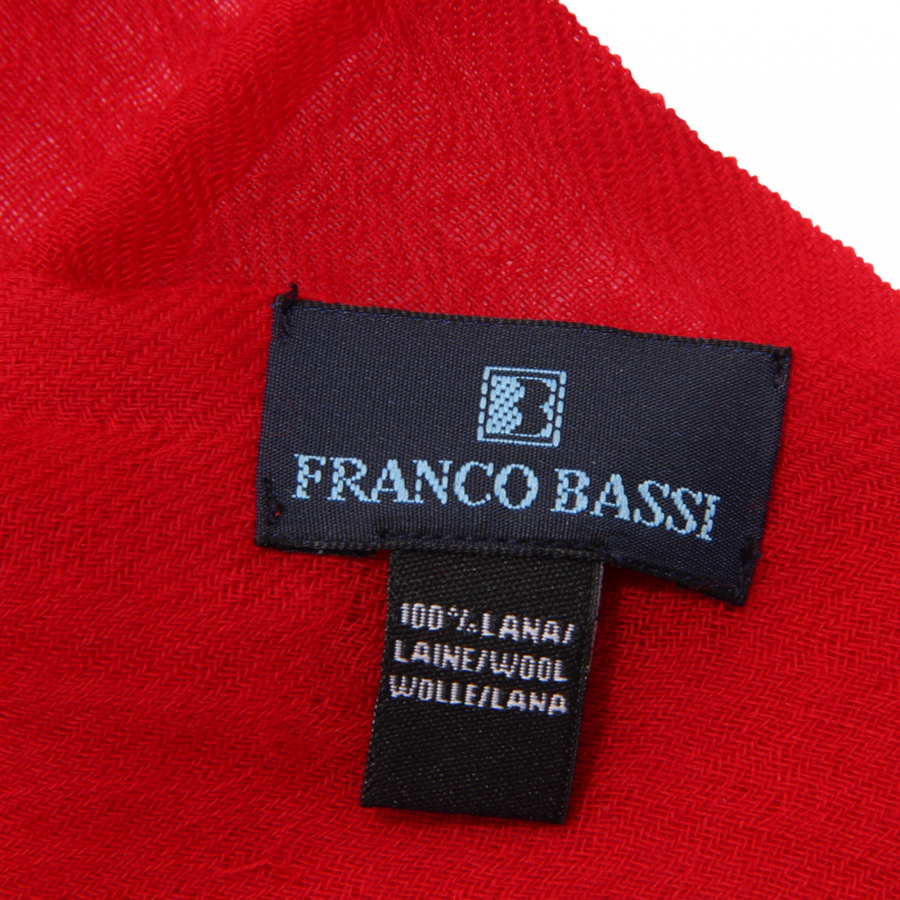 B
FRANCO BASSI
100% LANA/
LAINE/WOOL
WOLLE/LANA